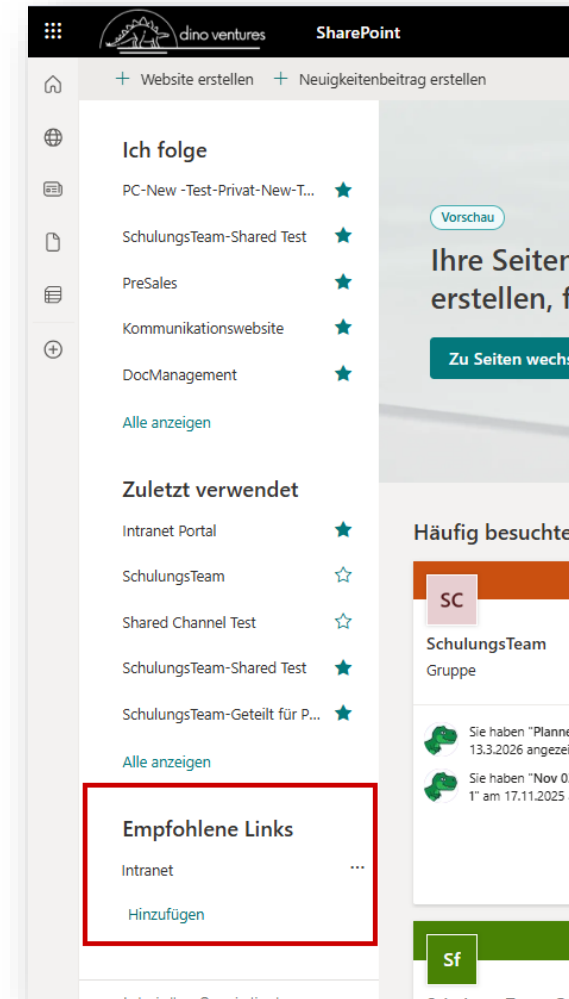 dino ventures SharePoint
+ Website erstellen + Neuigkeitenbeitrag erstellen
Ich folge
PC-New -Test-Privat-New-T...
SchulungsTeam-Shared Test
PreSales
Kommunikationswebsite
DocManagement
Alle anzeigen
Zuletzt verwendet
Intranet Portal
SchulungsTeam
Shared Channel Test
SchulungsTeam-Shared Test
SchulungsTeam-Geteilt für P...
Alle anzeigen
Empfohlene Links
Intranet ...
Hinzufügen
Vorschau
Ihre Seiten
erstellen, f
Zu Seiten wechs
Häufig besuchte
SC
SchulungsTeam
Gruppe
Sie haben "Planne
13.3.2026 angezei
Sie haben "Nov 0
1" am 17.11.2025
Sf